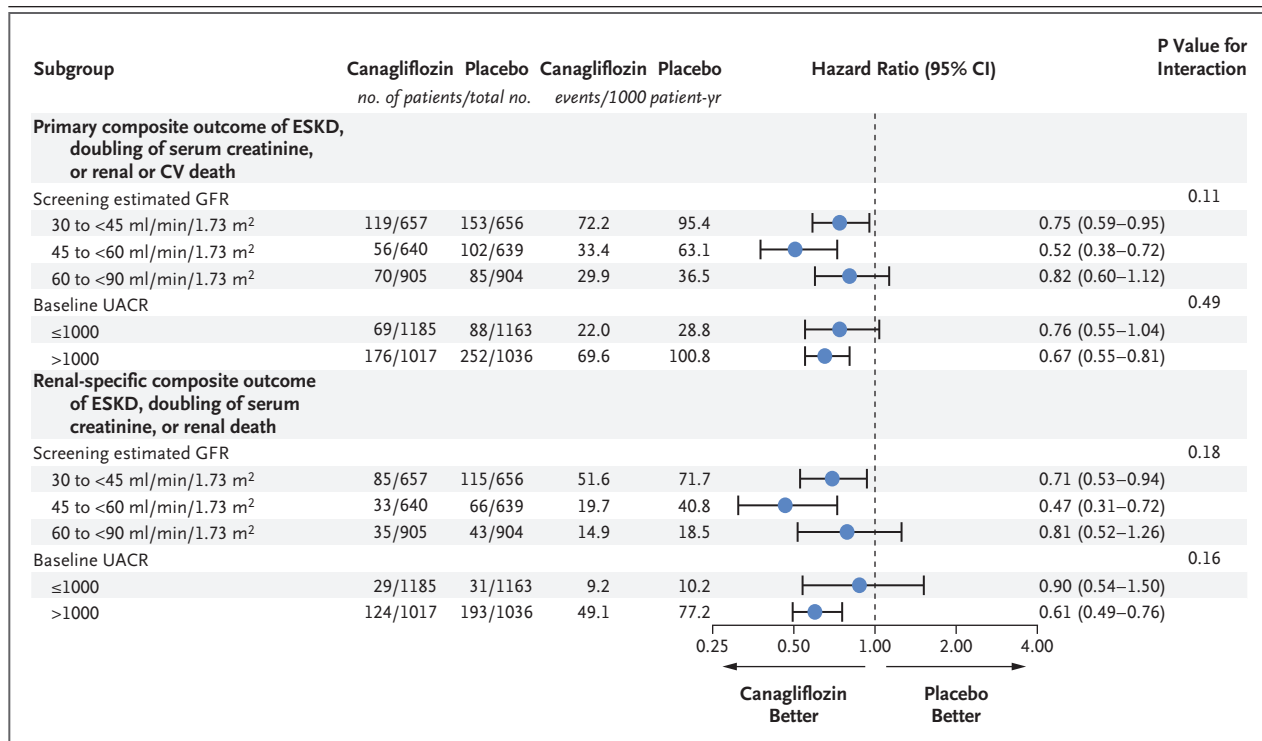 P Value for
Subgroup Canagliflozin Placebo Canagliflozin Placebo Hazard Ratio (95% CI) Interaction
no. of patients/total no. events/1000 patient-yr
Primary composite outcome of ESKD,
doubling of serum creatinine,
or renal or CV death
Screening estimated GFR 0.11
30 to <45 ml/min/1.73 m² 119/657 153/656 72.2 95.4 0.75 (0.59–0.95)
45 to <60 ml/min/1.73 m² 56/640 102/639 33.4 63.1 0.52 (0.38–0.72)
60 to <90 ml/min/1.73 m² 70/905 85/904 29.9 36.5 0.82 (0.60–1.12)
Baseline UACR 0.49
≤1000 69/1185 88/1163 22.0 28.8 0.76 (0.55–1.04)
>1000 176/1017 252/1036 69.6 100.8 0.67 (0.55–0.81)
Renal-specific composite outcome
of ESKD, doubling of serum
creatinine, or renal death
Screening estimated GFR 0.18
30 to <45 ml/min/1.73 m² 85/657 115/656 51.6 71.7 0.71 (0.53–0.94)
45 to <60 ml/min/1.73 m² 33/640 66/639 19.7 40.8 0.47 (0.31–0.72)
60 to <90 ml/min/1.73 m² 35/905 43/904 14.9 18.5 0.81 (0.52–1.26)
Baseline UACR 0.16
≤1000 29/1185 31/1163 9.2 10.2 0.90 (0.54–1.50)
>1000 124/1017 193/1036 49.1 77.2 0.61 (0.49–0.76)
0.25 0.50 1.00 2.00 4.00
Canagliflozin Placebo
Better Better